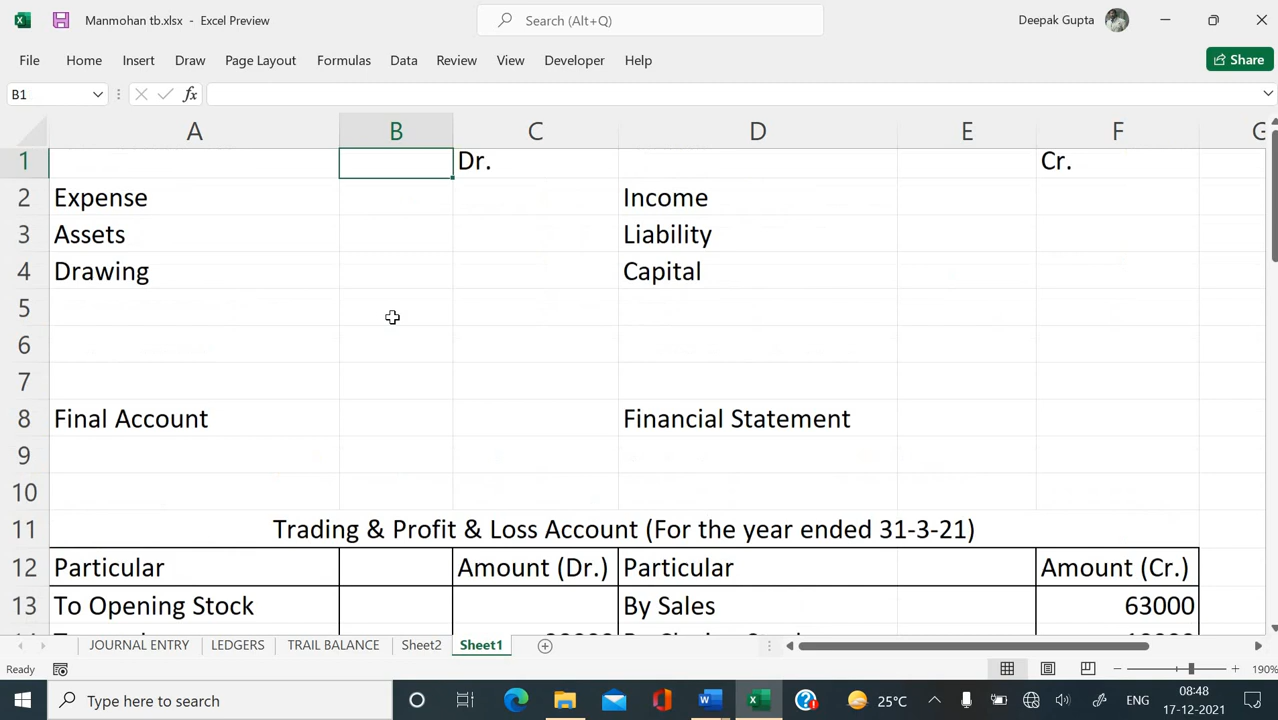 Manmohan tb.xlsx - Excel Preview
Search (Alt+Q)
Deepak Gupta
File Home Insert Draw Page Layout Formulas Data Review View Developer Help
Share
B1
fx
A B C D E F G
1 Dr. Cr.
2 Expense Income
3 Assets Liability
4 Drawing Capital
5
6
7
8 Final Account Financial Statement
9
10
11 Trading & Profit & Loss Account (For the year ended 31-3-21)
12 Particular Amount (Dr.) Particular Amount (Cr.)
13 To Opening Stock By Sales 63000
JOURNAL ENTRY LEDGERS TRAIL BALANCE Sheet2 Sheet1
Ready
190%
Type here to search
25°C
ENG
08:48
17-12-2021